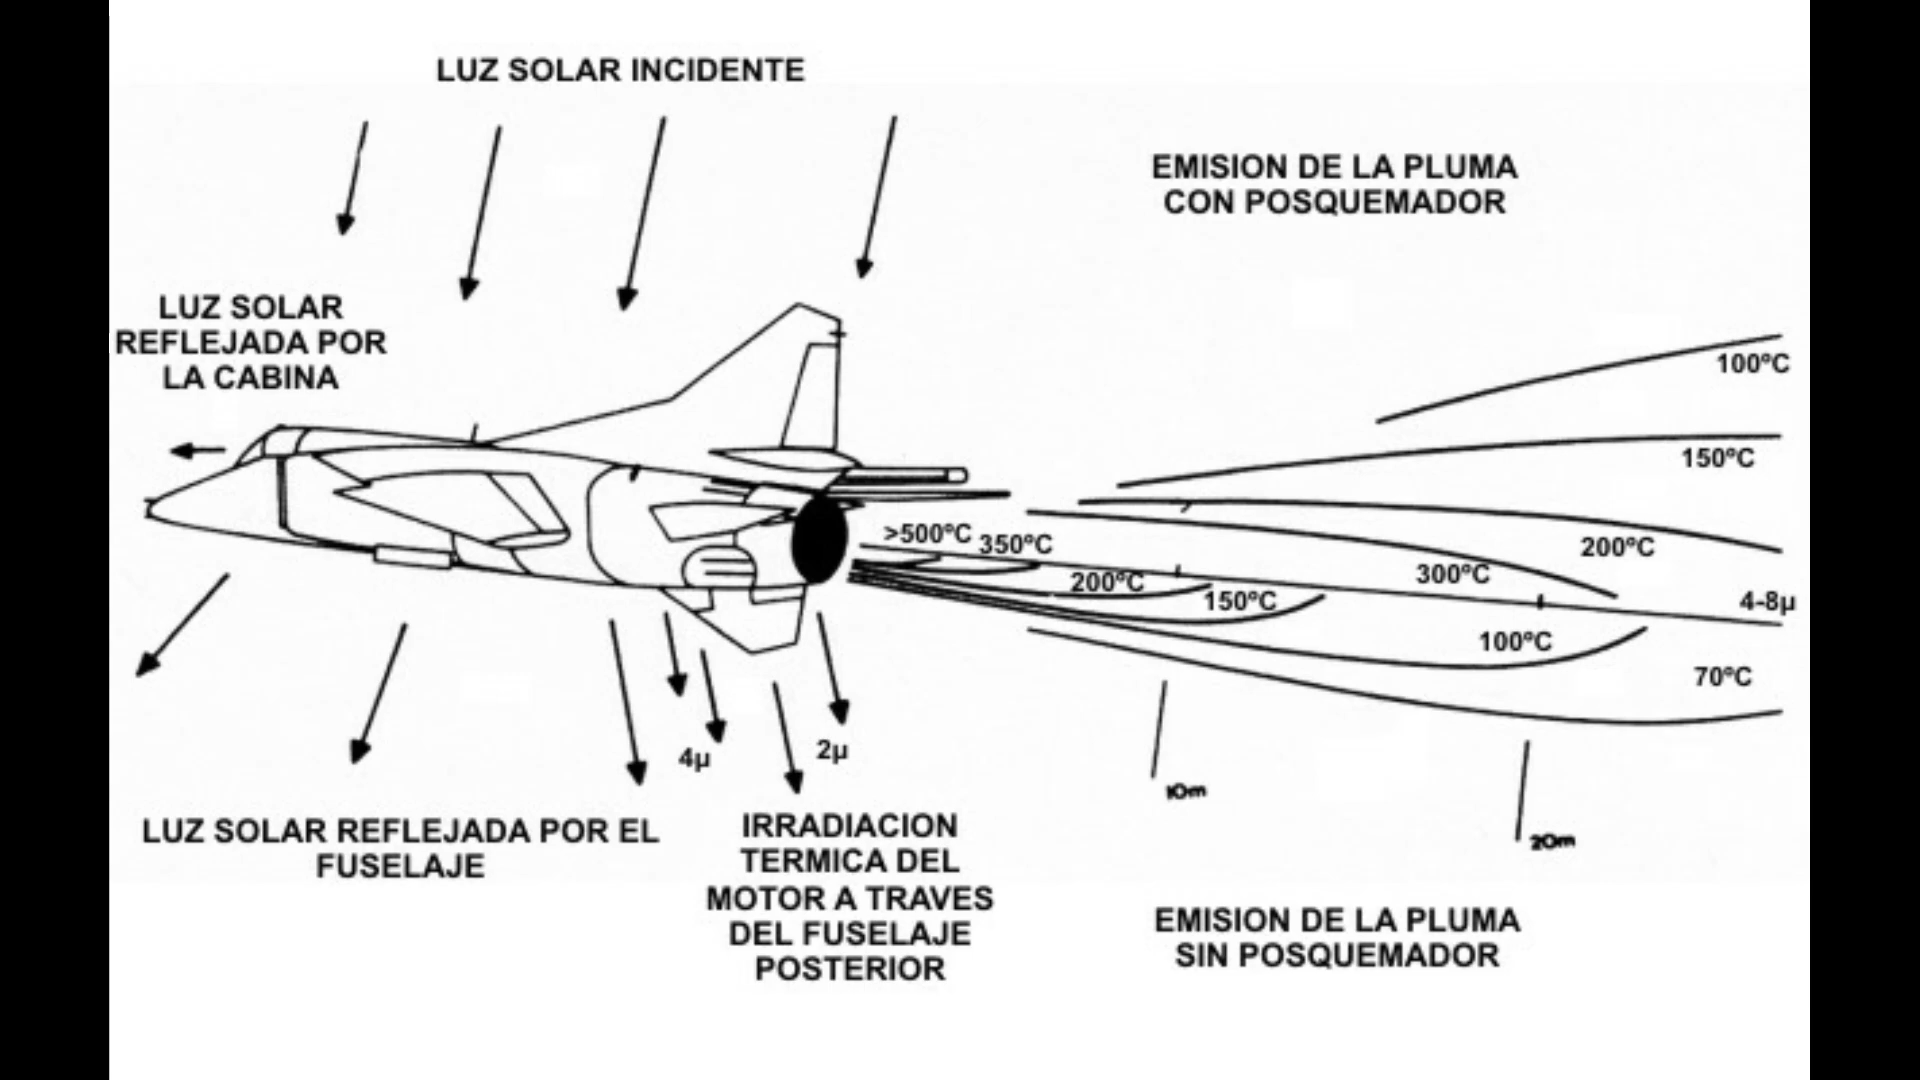 LUZ SOLAR INCIDENTE
EMISION DE LA PLUMA
CON POSQUEMADOR
LUZ SOLAR
REFLEJADA POR
LA CABINA
100ºC
150ºC
>500ºC
350ºC
200ºC
300ºC
200ºC
150ºC
4-8µ
100ºC
70ºC
4µ
2µ
10m
20m
LUZ SOLAR REFLEJADA POR EL
FUSELAJE
IRRADIACION
TERMICA DEL
MOTOR A TRAVES
DEL FUSELAJE
POSTERIOR
EMISION DE LA PLUMA
SIN POSQUEMADOR